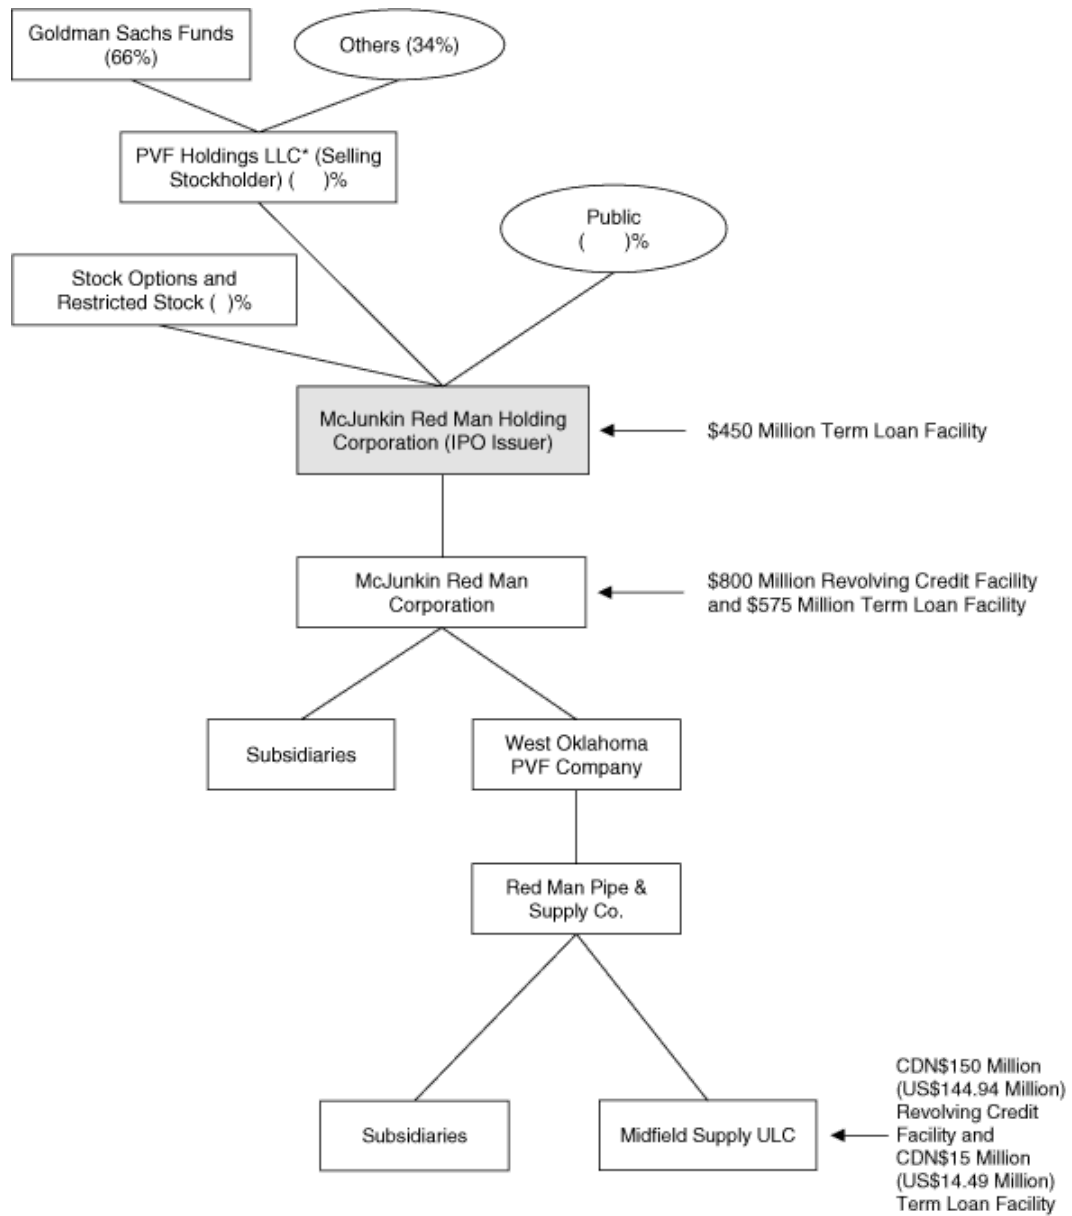 Goldman Sachs Funds
(66%)
Others (34%)
PVF Holdings LLC* (Selling
Stockholder) (    )%
Public
(    )%
Stock Options and
Restricted Stock (  )%
McJunkin Red Man Holding
Corporation (IPO Issuer)
$450 Million Term Loan Facility
McJunkin Red Man
Corporation
$800 Million Revolving Credit Facility
and $575 Million Term Loan Facility
Subsidiaries
West Oklahoma
PVF Company
Red Man Pipe &
Supply Co.
Subsidiaries
Midfield Supply ULC
CDN$150 Million
(US$144.94 Million)
Revolving Credit
Facility and
CDN$15 Million
(US$14.49 Million)
Term Loan Facility